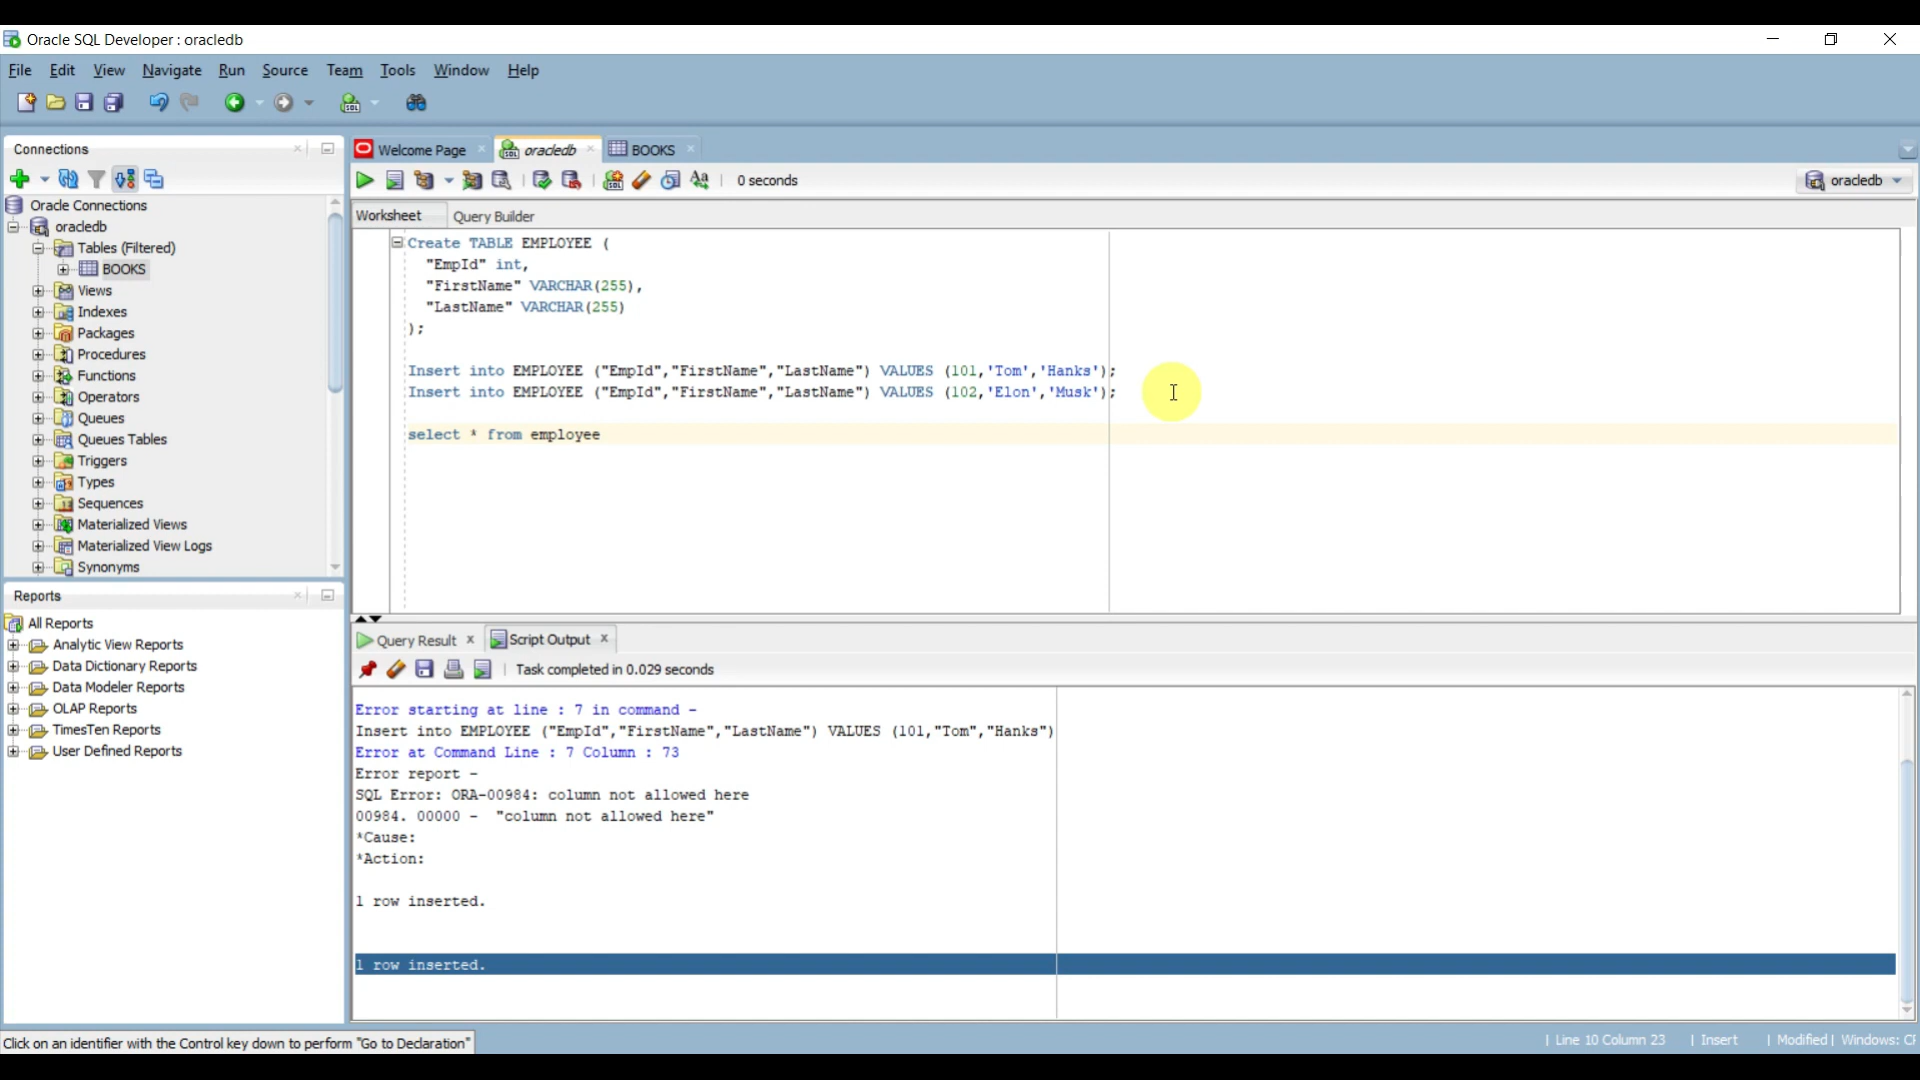 Oracle SQL Developer : oracledb
File Edit View Navigate Run Source Team Tools Window Help
Connections
Oracle Connections
oracledb
Tables (Filtered)
BOOKS
Views
Indexes
Packages
Procedures
Functions
Operators
Queues
Queues Tables
Triggers
Types
Sequences
Materialized Views
Materialized View Logs
Synonyms
Reports
All Reports
Analytic View Reports
Data Dictionary Reports
Data Modeler Reports
OLAP Reports
TimesTen Reports
User Defined Reports
Welcome Page oracledb BOOKS
0 seconds oracledb
Worksheet Query Builder
Create TABLE EMPLOYEE (
"EmpId" int,
"FirstName" VARCHAR(255),
"LastName" VARCHAR(255)
);
Insert into EMPLOYEE ("EmpId","FirstName","LastName") VALUES (101,'Tom','Hanks');
Insert into EMPLOYEE ("EmpId","FirstName","LastName") VALUES (102,'Elon','Musk');
select * from employee
Query Result Script Output
Task completed in 0.029 seconds
Error starting at line : 7 in command -
Insert into EMPLOYEE ("EmpId","FirstName","LastName") VALUES (101,"Tom","Hanks")
Error at Command Line : 7 Column : 73
Error report -
SQL Error: ORA-00984: column not allowed here
00984. 00000 - "column not allowed here"
*Cause:
*Action:
1 row inserted.
1 row inserted.
Click on an identifier with the Control key down to perform "Go to Declaration"
Line 10 Column 23 | Insert | Modified | Windows: